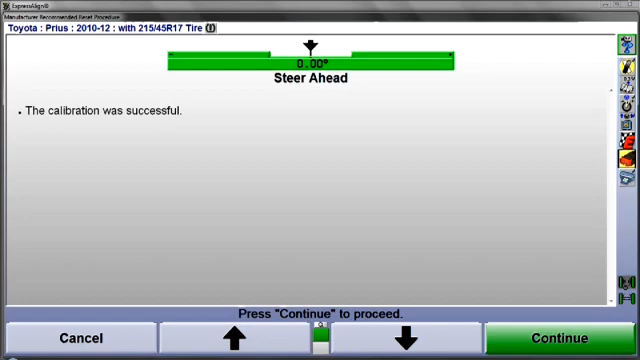 ExpressAlign®
Manufacturer Recommended Reset Procedure
Toyota : Prius : 2010-12 : with 215/45R17 Tire
0.00°
Steer Ahead
• The calibration was successful.
Press "Continue" to proceed.
Cancel
Continue